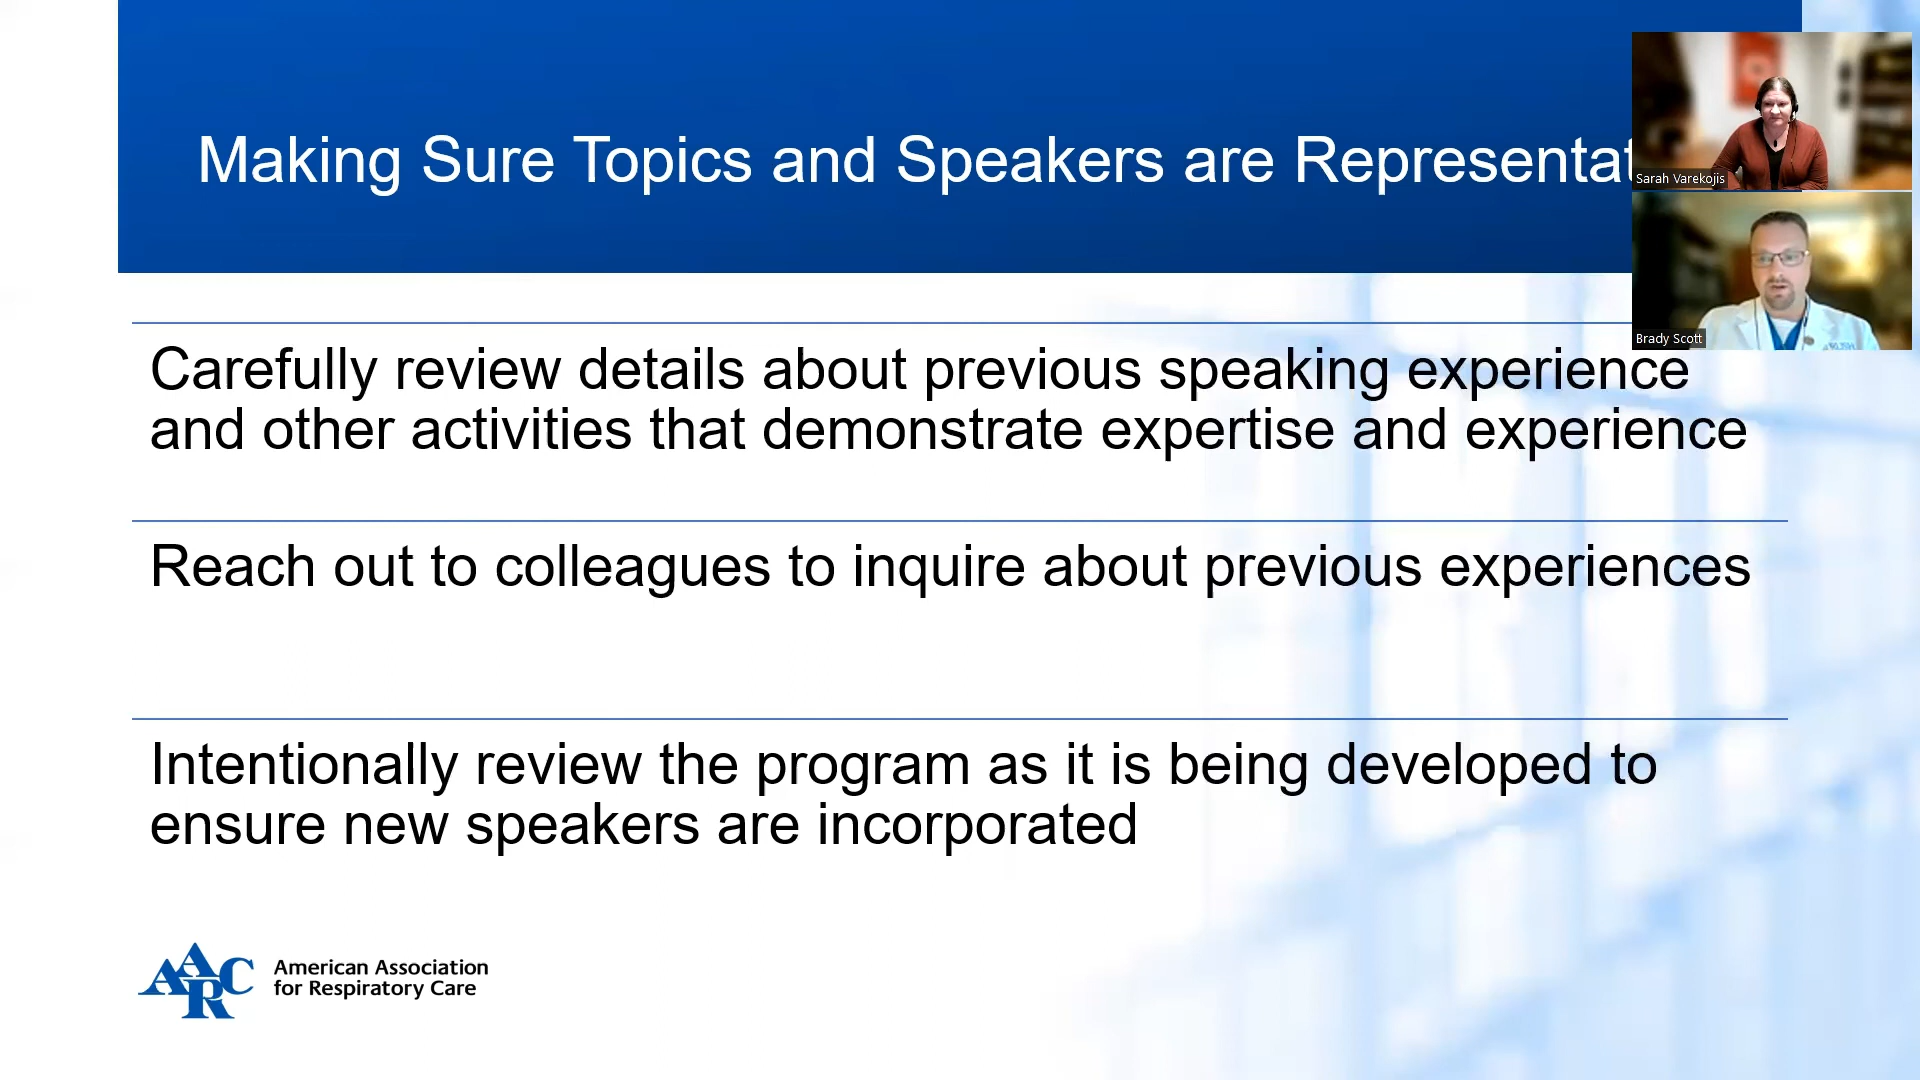 Making Sure Topics and Speakers are Representat
Sarah Varekojis
Brady Scott
Carefully review details about previous speaking experience
and other activities that demonstrate expertise and experience
Reach out to colleagues to inquire about previous experiences
Intentionally review the program as it is being developed to
ensure new speakers are incorporated
AARC
American Association
for Respiratory Care